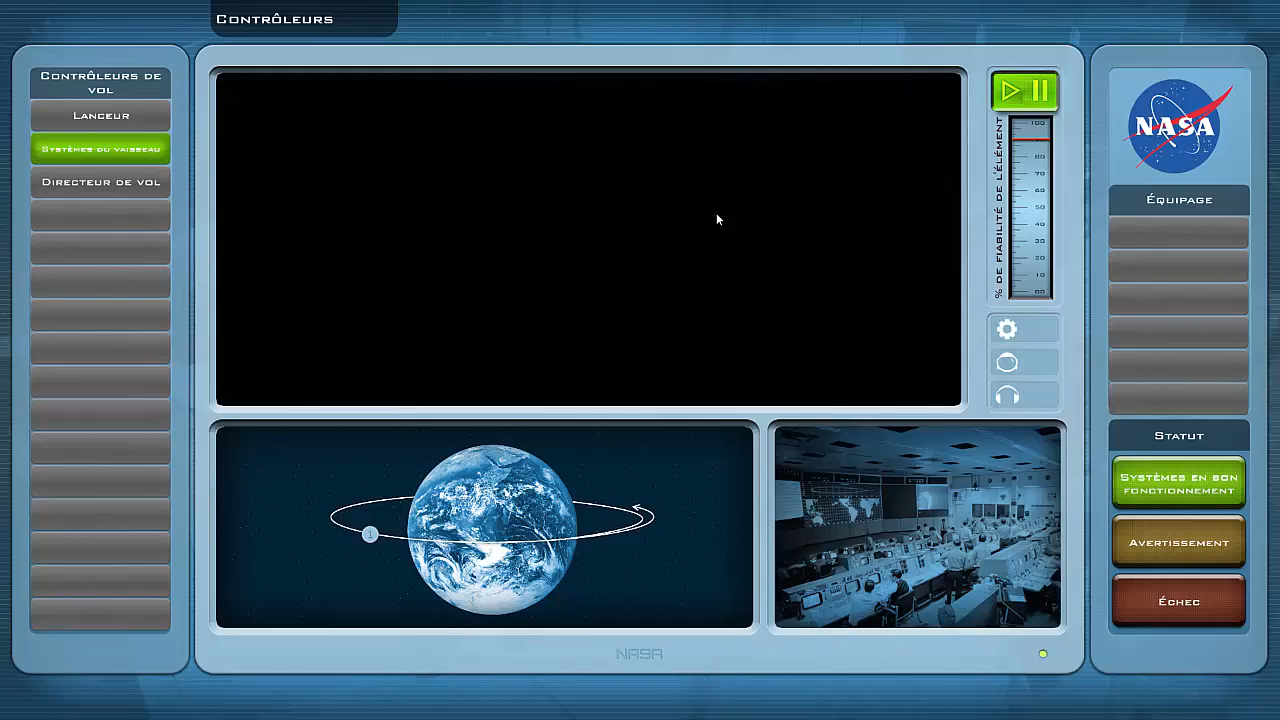 CONTRÔLEURS
CONTRÔLEURS DE
VOL
LANCEUR
SYSTÈMES DU VAISSEAU
DIRECTEUR DE VOL
% DE FIABILITÉ DE L'ÉLÉMENT
100
80
70
60
50
40
30
20
10
00
1
NASA
NASA
ÉQUIPAGE
STATUT
SYSTÈMES EN BON
FONCTIONNEMENT
AVERTISSEMENT
ÉCHEC